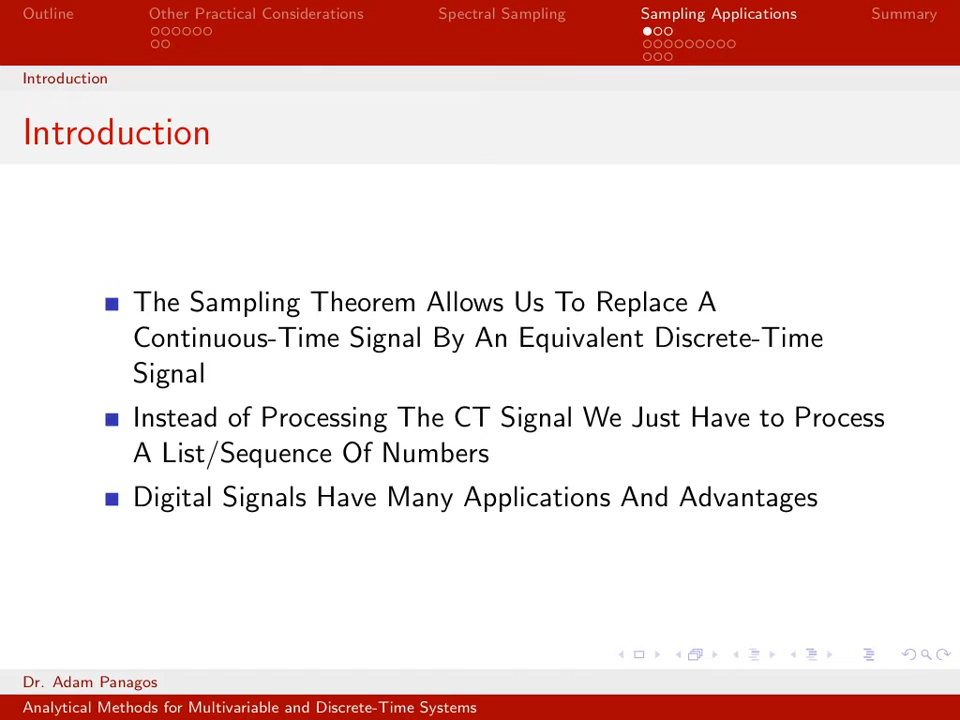 Outline Other Practical Considerations Spectral Sampling Sampling Applications Summary
Introduction
Introduction
The Sampling Theorem Allows Us To Replace A
Continuous-Time Signal By An Equivalent Discrete-Time
Signal
Instead of Processing The CT Signal We Just Have to Process
A List/Sequence Of Numbers
Digital Signals Have Many Applications And Advantages
Dr. Adam Panagos
Analytical Methods for Multivariable and Discrete-Time Systems